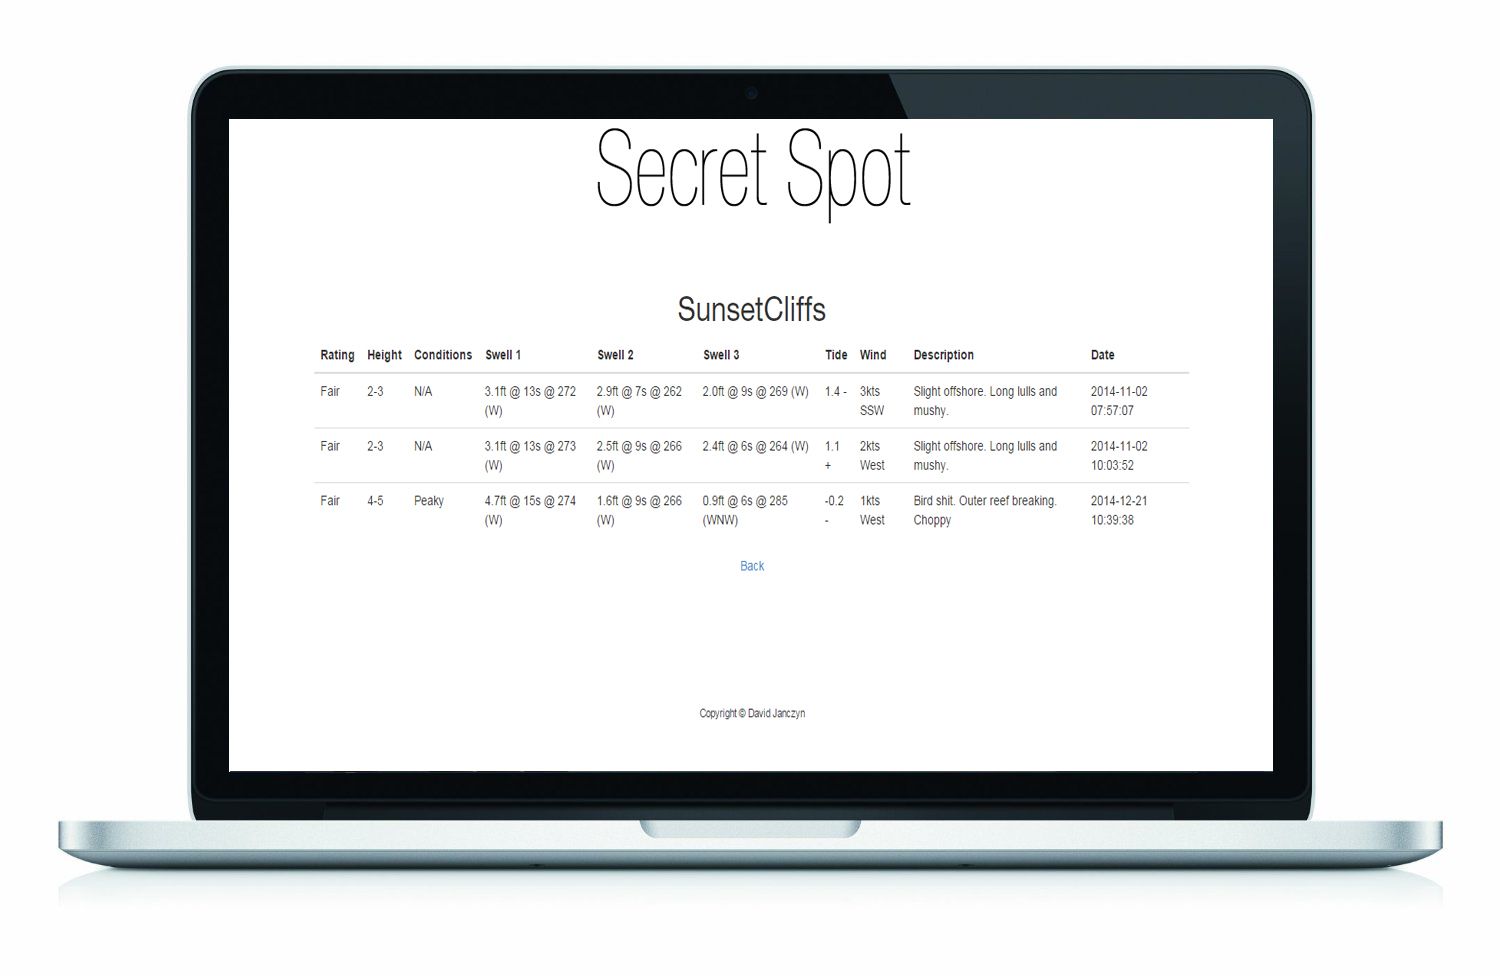 Secret Spot
SunsetCliffs
Rating Height Conditions Swell 1 Swell 2 Swell 3 Tide Wind Description Date
Fair 2-3 N/A 3.1ft @ 13s @ 272 2.9ft @ 7s @ 262 2.0ft @ 9s @ 269 (W) 1.4 - 3kts Slight offshore. Long lulls and 2014-11-02
(W) (W) SSW mushy. 07:57:07
Fair 2-3 N/A 3.1ft @ 13s @ 273 2.5ft @ 9s @ 266 2.4ft @ 6s @ 264 (W) 1.1 2kts Slight offshore. Long lulls and 2014-11-02
(W) (W) + West mushy. 10:03:52
Fair 4-5 Peaky 4.7ft @ 15s @ 274 1.6ft @ 9s @ 266 0.9ft @ 6s @ 285 -0.2 1kts Bird shit. Outer reef breaking. 2014-12-21
(W) (W) (WNW) - West Choppy 10:39:38
Back
Copyright © David Janczyn